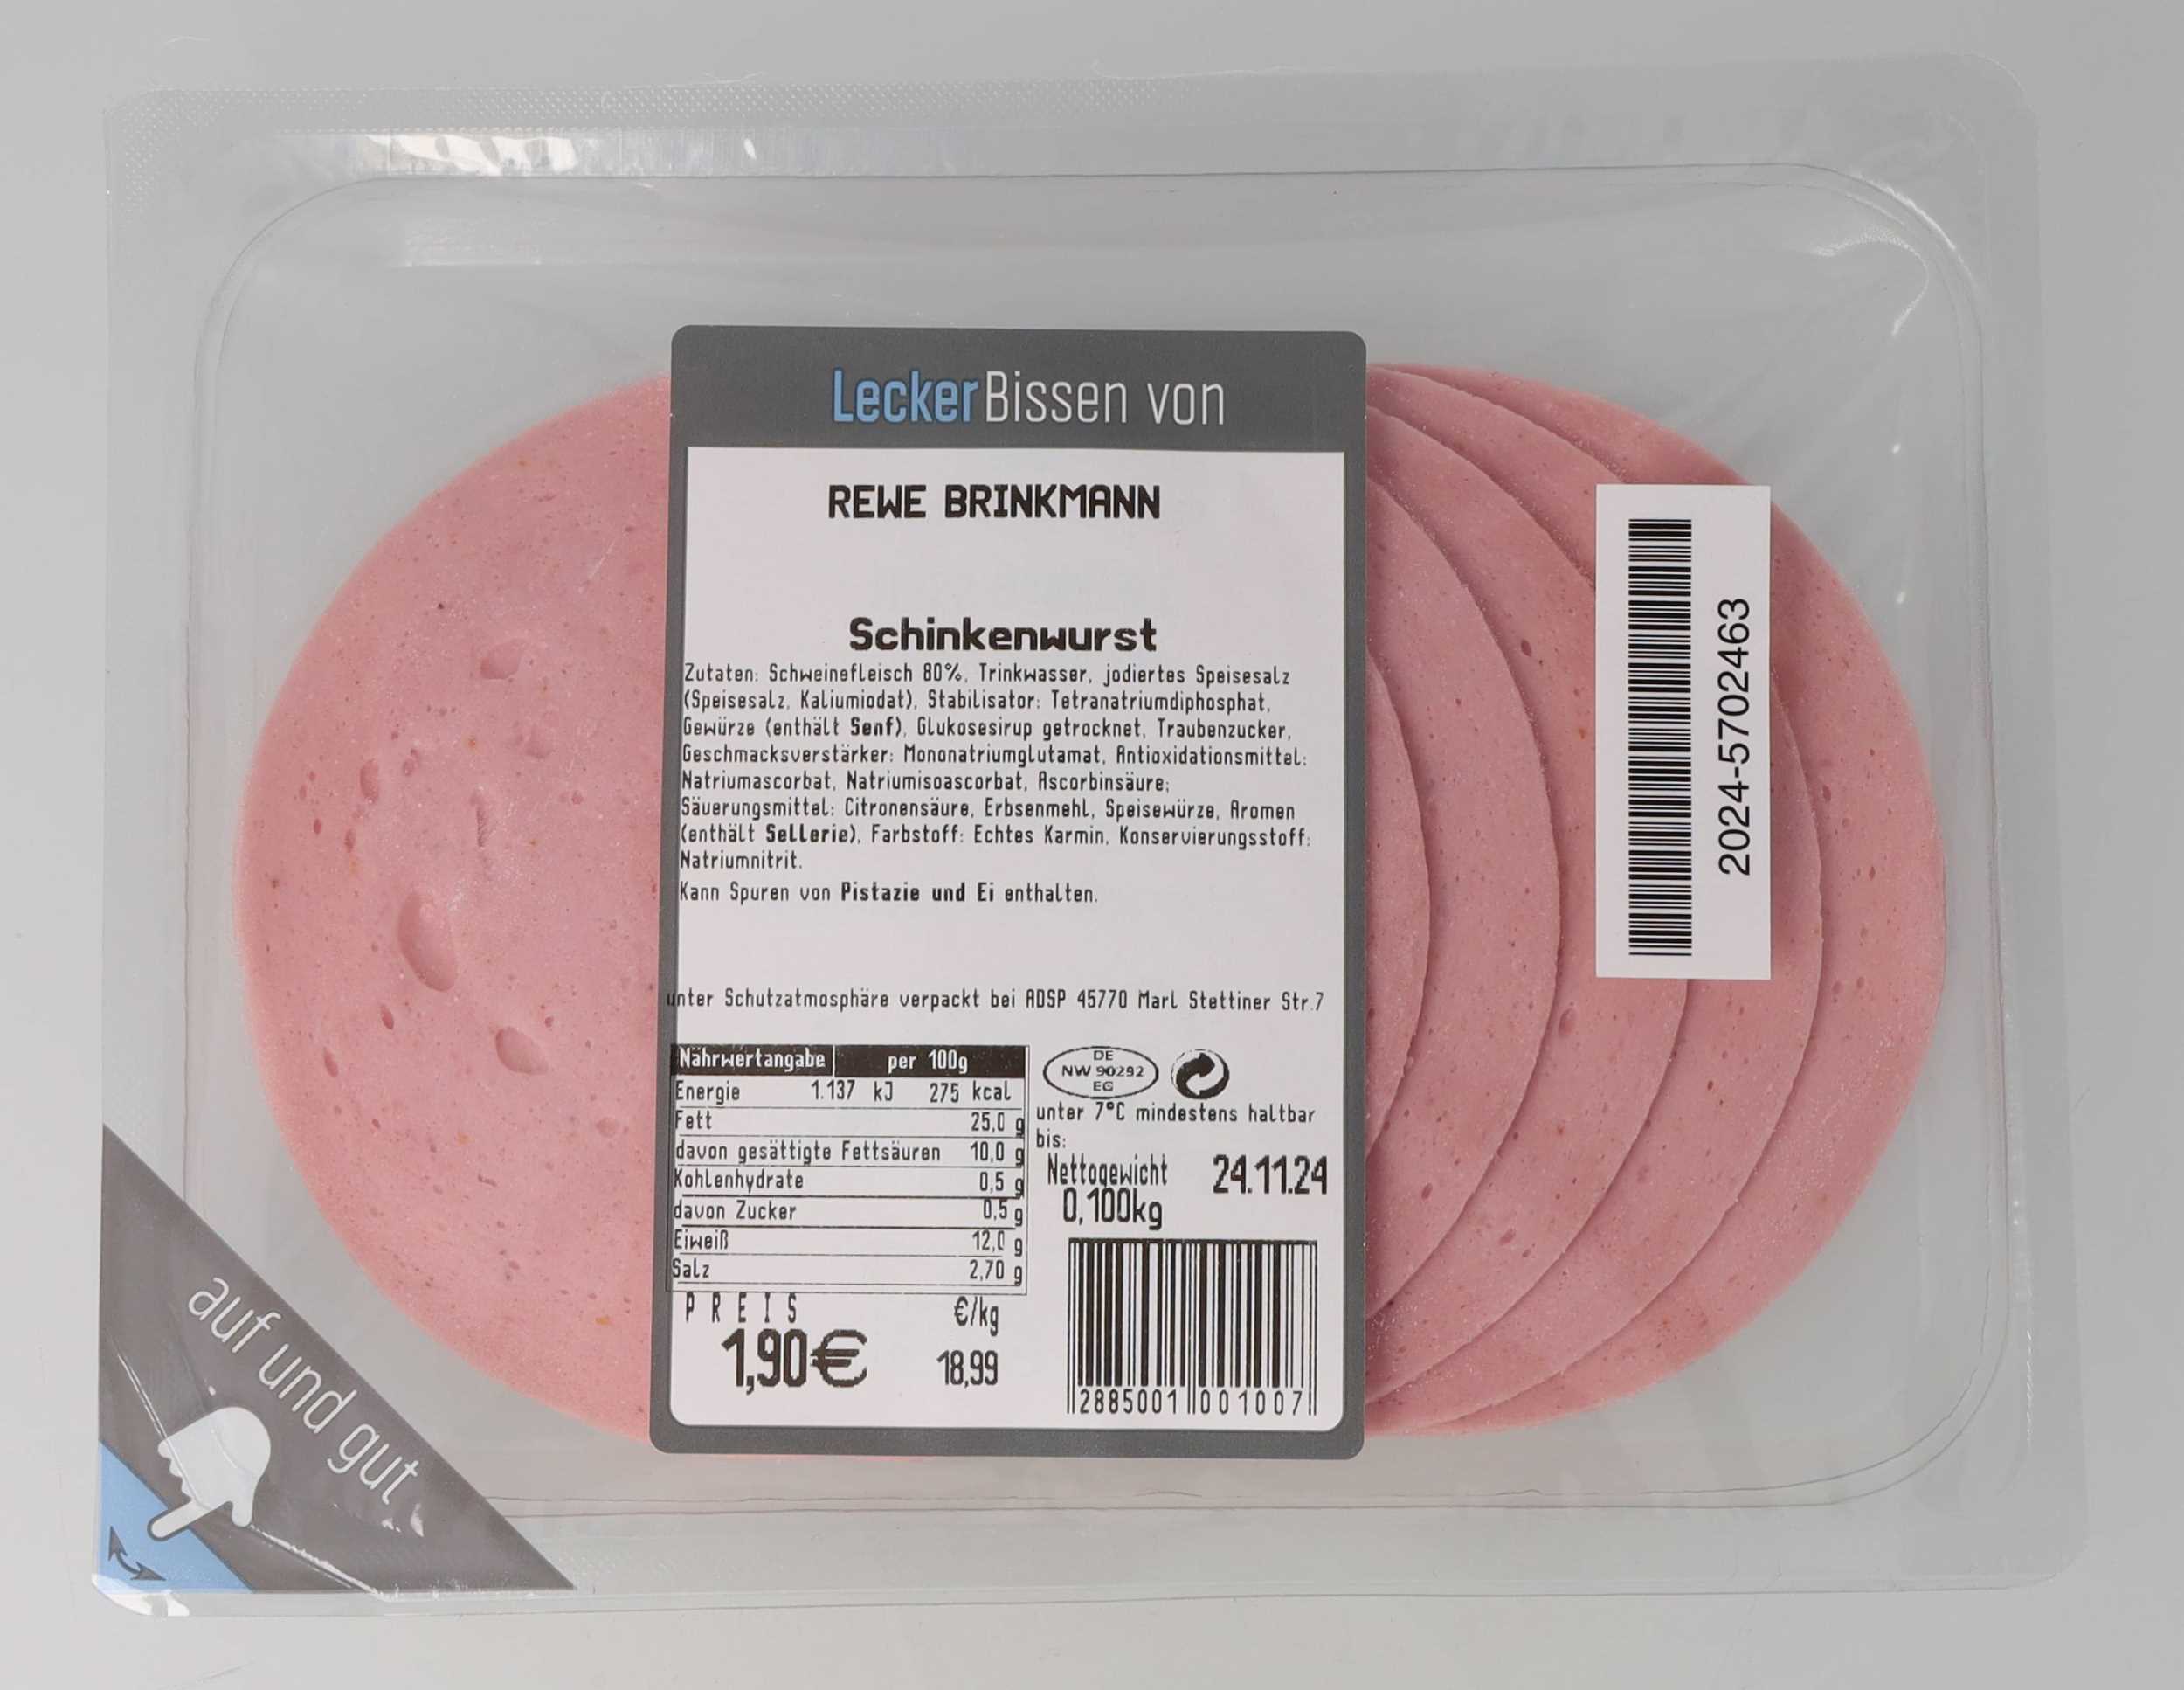 LeckerBissen von
REWE BRINKMANN
Schinkenwurst
Zutaten: Schweinefleisch 80%, Trinkwasser, jodiertes Speisesalz
(Speisesalz, Kaliumiodat), Stabilisator: Tetranatriumdiphosphat,
Gewürze (enthält Senf), Glukosesirup getrocknet, Traubenzucker,
Geschmacksverstärker: Mononatriumglutamat, Antioxidationsmittel:
Natriumascorbat, Natriumisoascorbat, Ascorbinsäure;
Säuerungsmittel: Citronensäure, Erbsenmehl, Speisewürze, Aromen
(enthält Sellerie), Farbstoff: Echtes Karmin, Konservierungsstoff:
Natriumnitrit.
Kann Spuren von Pistazie und Ei enthalten.
unter Schutzatmosphäre verpackt bei ADSP 45770 Marl Stettiner Str.7
Nährwertangabe per 100g
Energie 1.137 kJ 275 kcal
Fett 25,0 g
davon gesättigte Fettsäuren 10,0 g
Kohlenhydrate 0,5 g
davon Zucker 0,5 g
Eiweiß 12,0 g
Salz 2,70 g
PREIS €/kg
1,90€ 18,99
DE
NW 90292
EG
unter 7°C mindestens haltbar
bis:
Nettogewicht 24.11.24
0,100kg
2885001 001007
2024-5702463
auf und gut